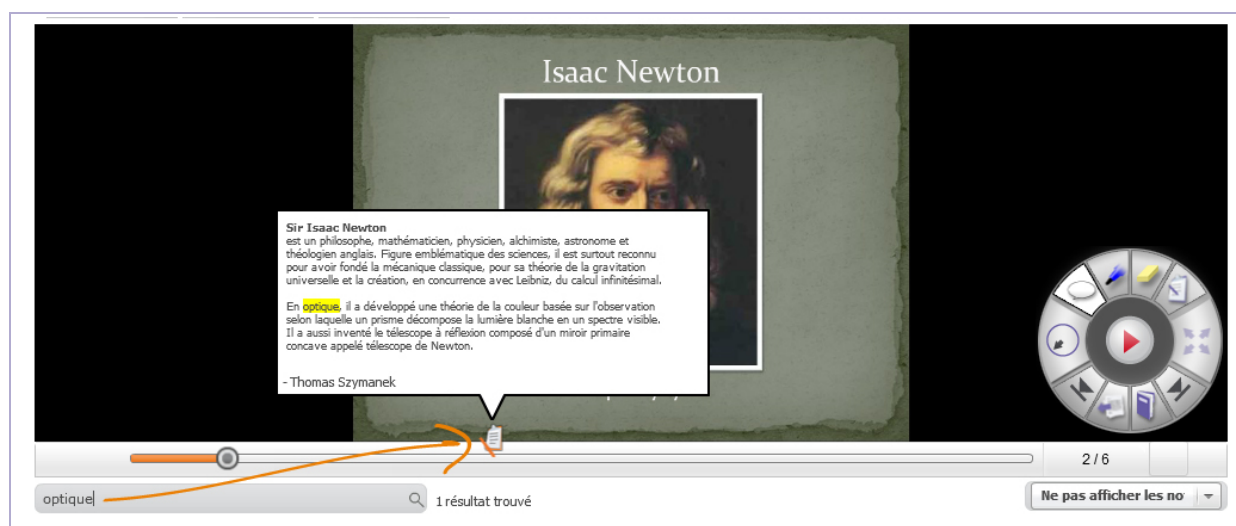 Isaac Newton
Sir Isaac Newton
est un philosophe, mathématicien, physicien, alchimiste, astronome et
théologien anglais. Figure emblématique des sciences, il est surtout reconnu
pour avoir fondé la mécanique classique, pour sa théorie de la gravitation
universelle et la création, en concurrence avec Leibniz, du calcul infinitésimal.
En optique, il a développé une théorie de la couleur basée sur l'observation
selon laquelle un prisme décompose la lumière blanche en un spectre visible.
Il a aussi inventé le télescope à réflexion composé d'un miroir primaire
concave appelé télescope de Newton.
- Thomas Szymanek
2 / 6
optique
1 résultat trouvé
Ne pas afficher les no